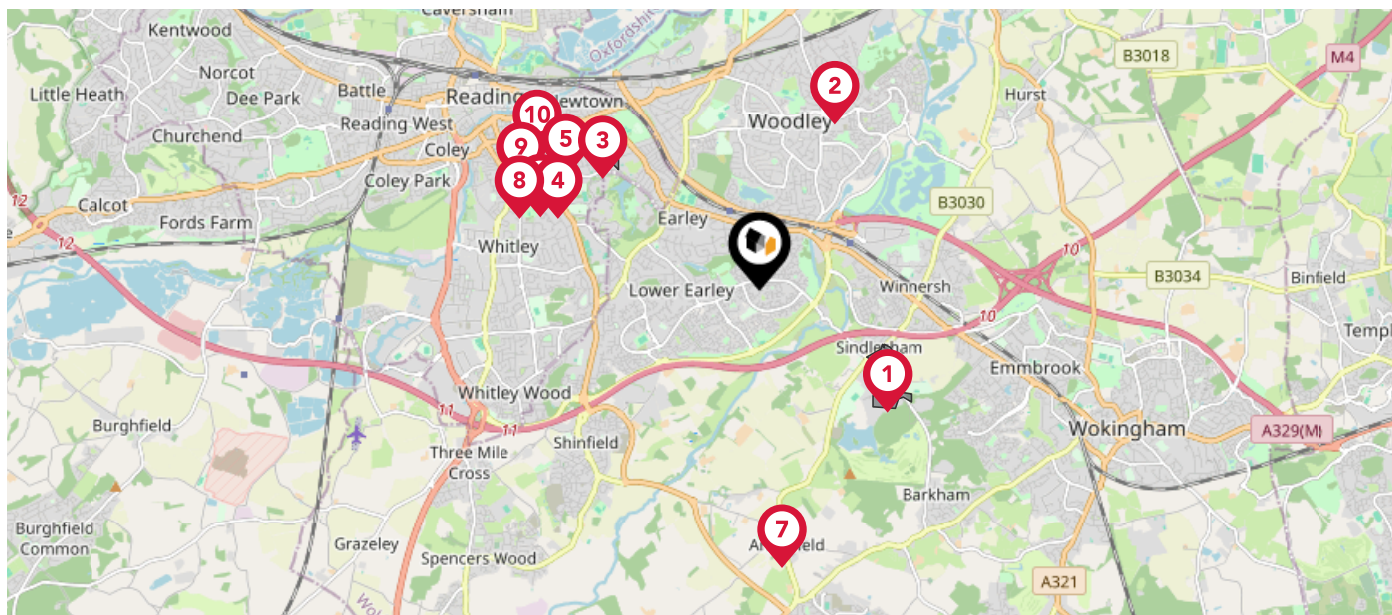 Caversham
Oxfordshire
Kentwood
B3018
M4
Norcot
Battle
Little Heath
Dee Park
Reading
Newtown
2
Hurst
10
Churchend
Reading West
Woodley
9
5
3
Coley
8
4
Coley Park
12
Calcot
Fords Farm
Earley
B3030
12
Whitley
10
B3034
Binfield
Lower Earley
Winnersh
10
Sindlesham
Emmbrook
1
Whitley Wood
11
11
Burghfield
Wokingham
A329(M)
Shinfield
Three Mile
Cross
Barkham
7
Burghfield
Common
Grazeley
Spencers Wood
A321